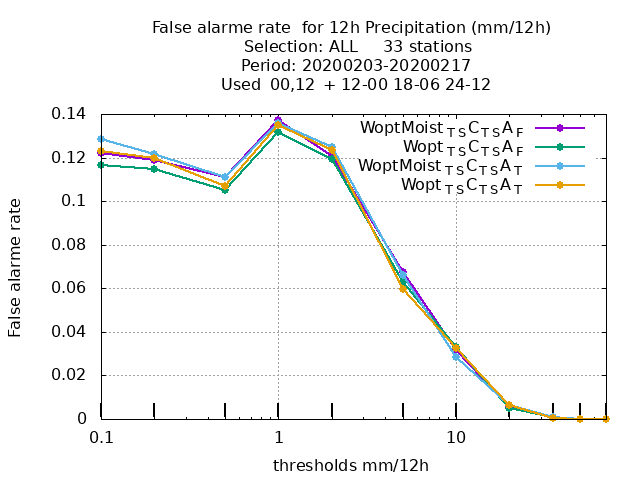 False alarme rate  for 12h Precipitation (mm/12h)
Selection: ALL     33 stations
Period: 20200203-20200217
Used  00,12  + 12-00 18-06 24-12
WoptMoist TS C TS A F
Wopt TS C TS A F
WoptMoist TS C TS A T
Wopt TS C TS A T
False alarme rate
0.14
0.12
0.1
0.08
0.06
0.04
0.02
0
0.1 1 10
thresholds mm/12h